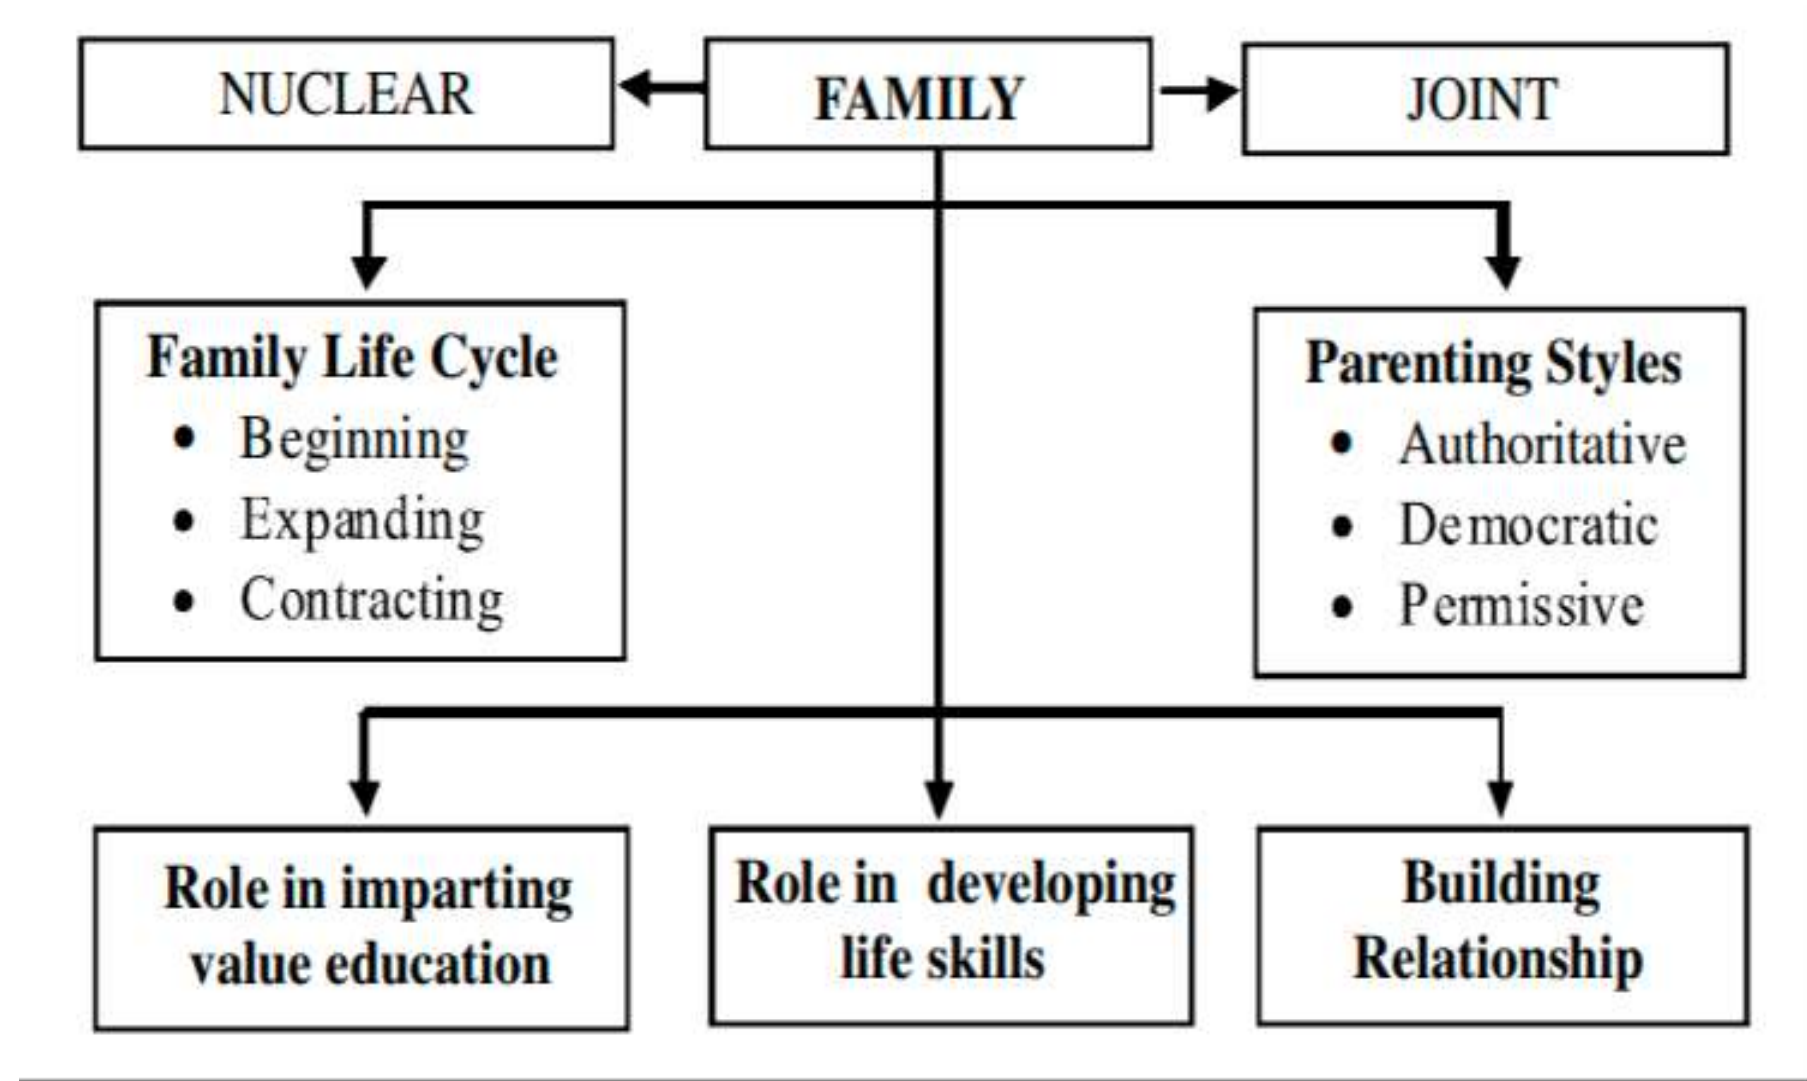 NUCLEAR
FAMILY
JOINT
Family Life Cycle
• Beginning
• Expanding
• Contracting
Parenting Styles
• Authoritative
• Democratic
• Permissive
Role in imparting
value education
Role in developing
life skills
Building
Relationship